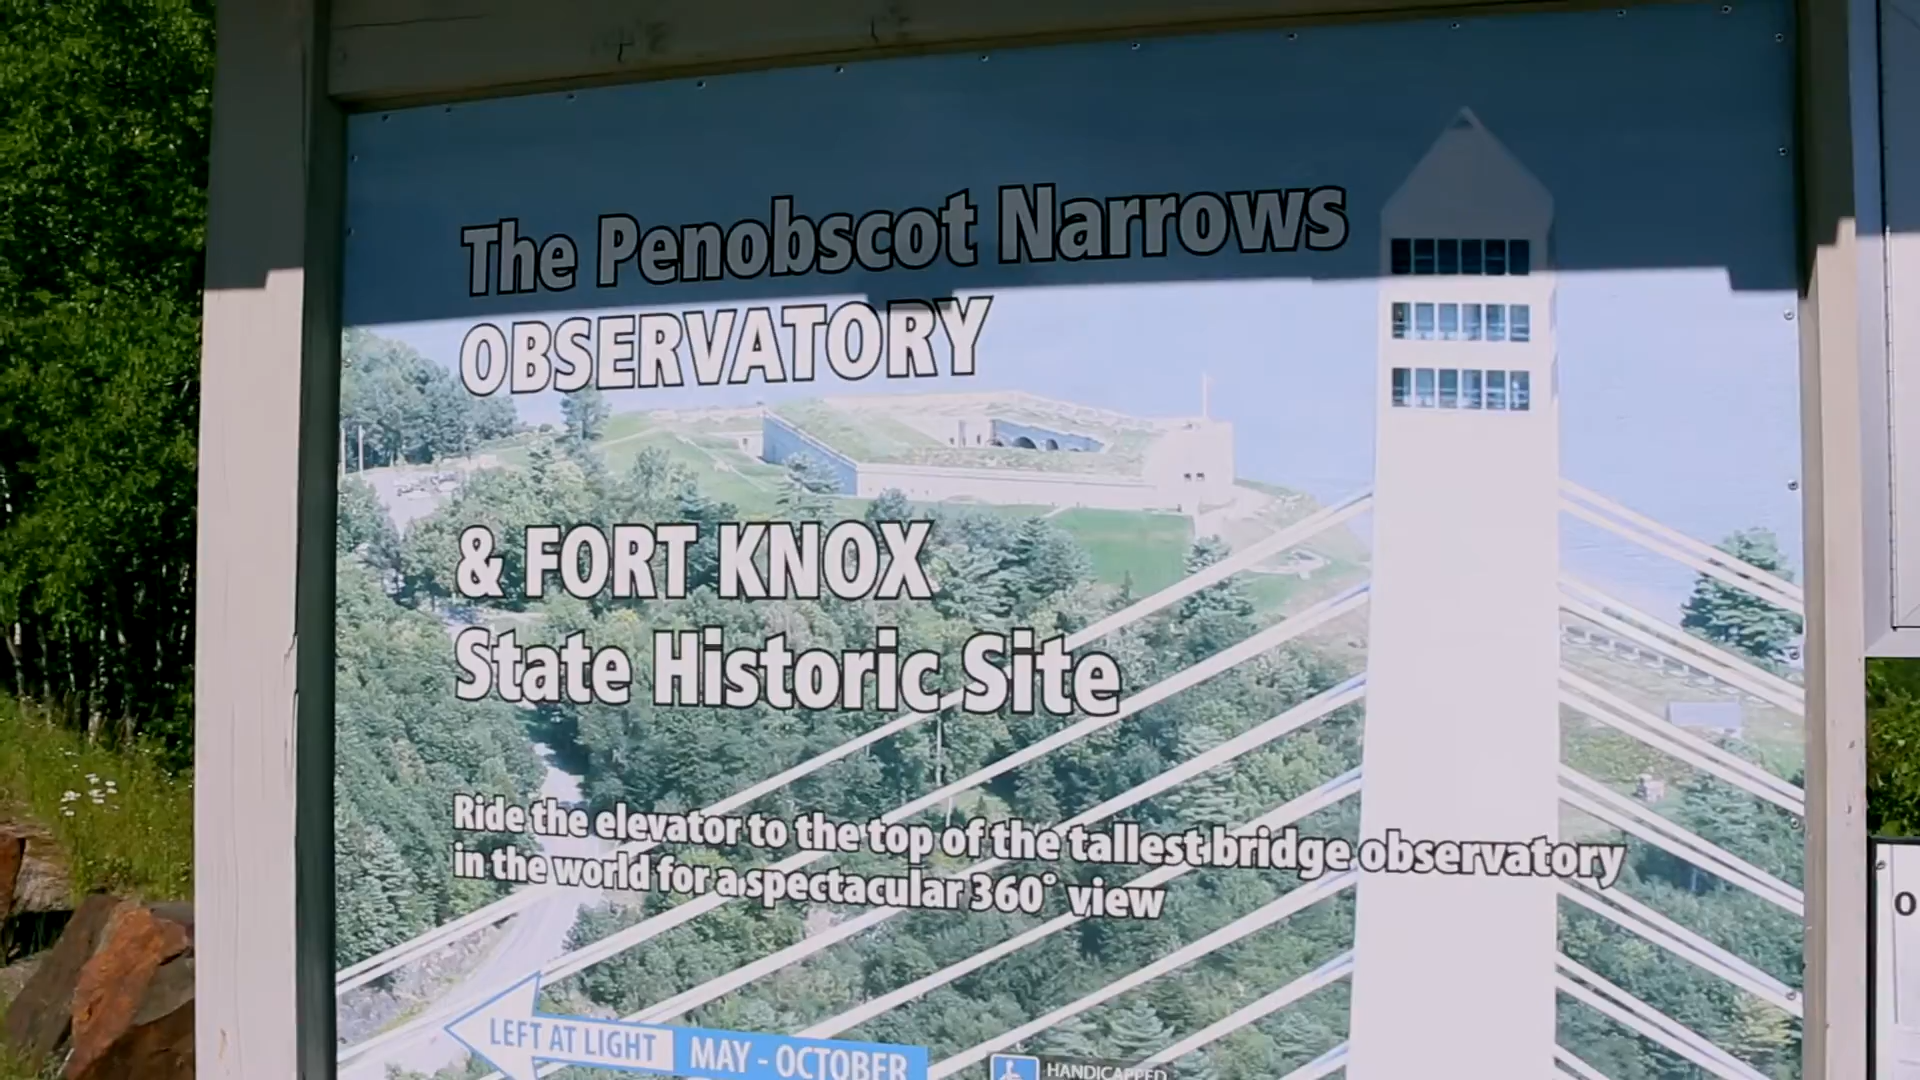 The Penobscot Narrows
OBSERVATORY
& FORT KNOX
State Historic Site
Ride the elevator to the top of the tallest bridge observatory
in the world for a spectacular 360° view
LEFT AT LIGHT MAY - OCTOBER
HANDICAPPED